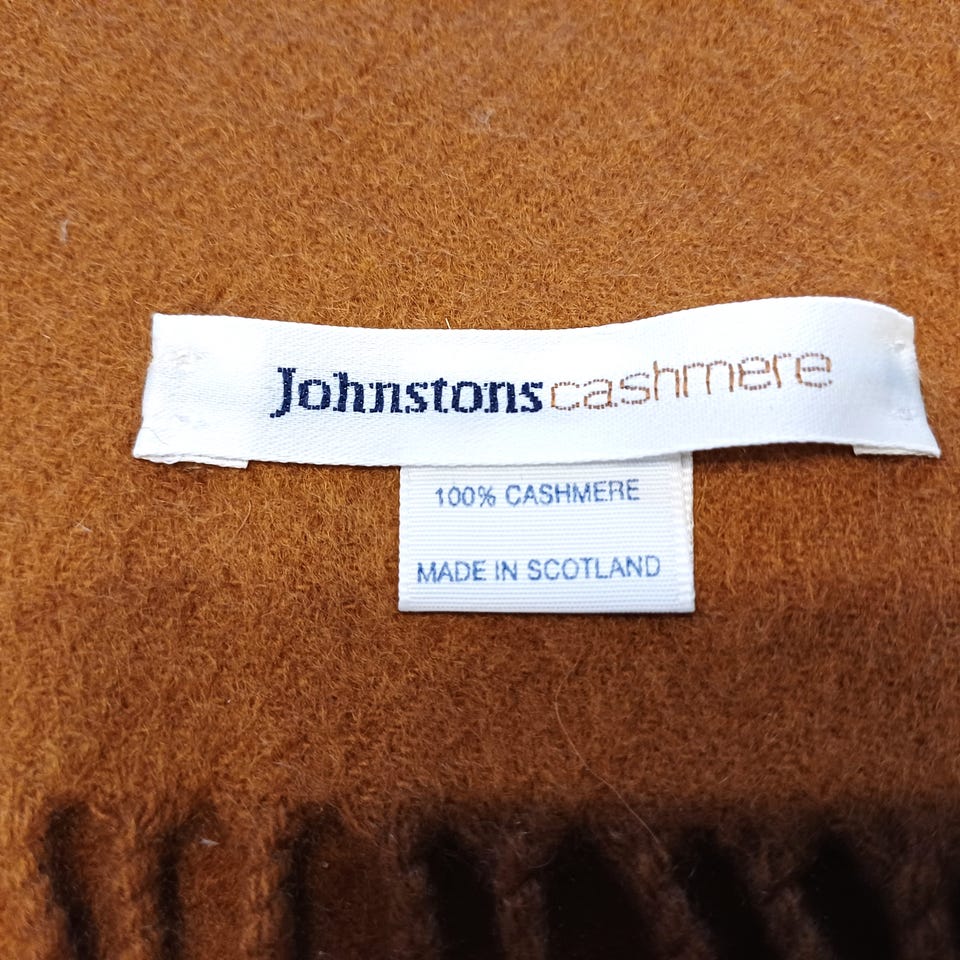 Johnstonscashmere
100% CASHMERE
MADE IN SCOTLAND